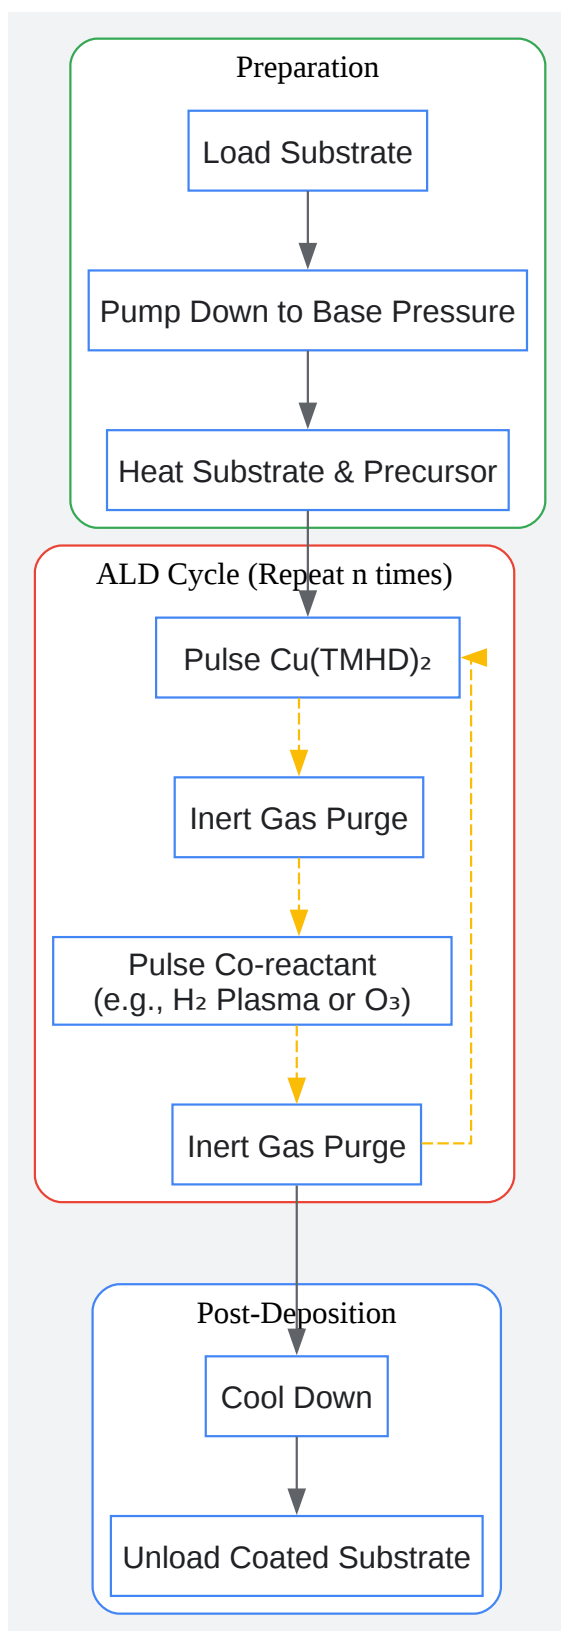 Preparation
Load Substrate
Pump Down to Base Pressure
Heat Substrate & Precursor
ALD Cycle (Repeat n times)
Pulse Cu(TMHD)₂
Inert Gas Purge
Pulse Co-reactant
(e.g., H₂ Plasma or O₃)
Inert Gas Purge
Post-Deposition
Cool Down
Unload Coated Substrate